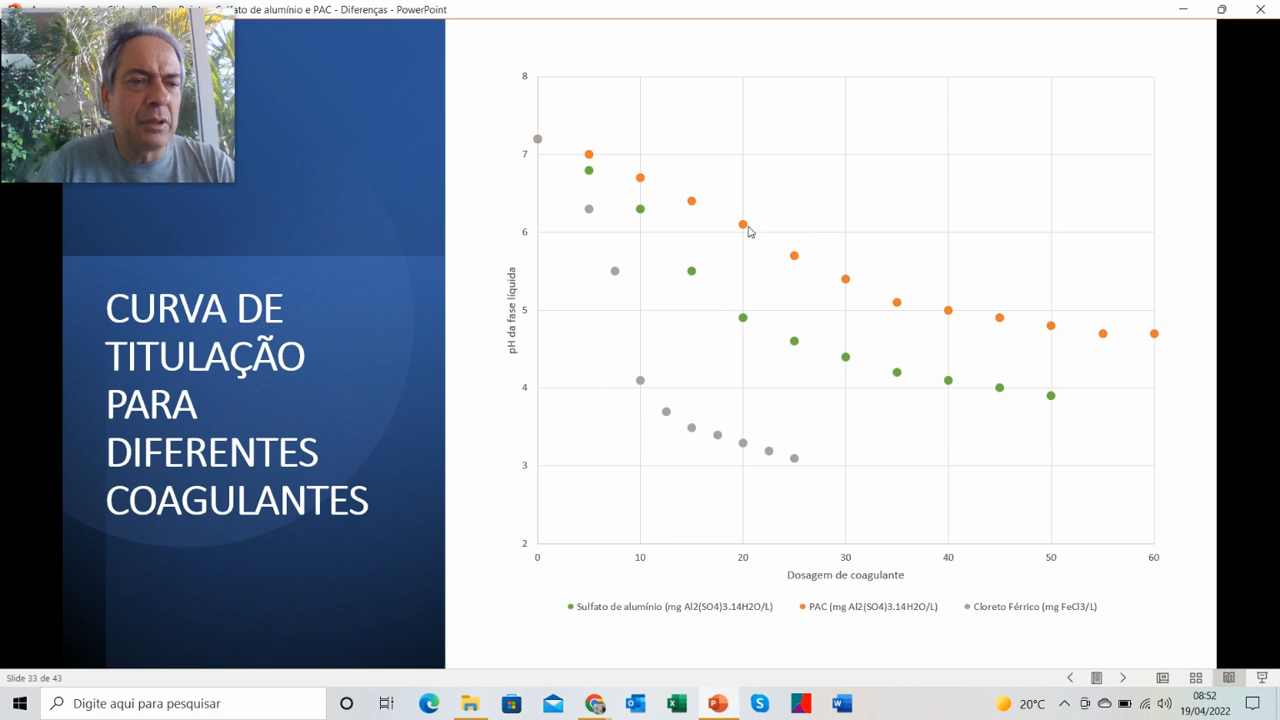 Sulfato de alumínio e PAC - Diferenças - PowerPoint
CURVA DE
TITULAÇÃO
PARA
DIFERENTES
COAGULANTES
pH da fase líquida
8
7
6
5
4
3
2
0
10
20
30
40
50
60
Dosagem de coagulante
Sulfato de alumínio (mg Al2(SO4)3.14H2O/L)
PAC (mg Al2(SO4)3.14H2O/L)
Cloreto Férrico (mg FeCl3/L)
Slide 33 de 43
Digite aqui para pesquisar
20°C
08:52
19/04/2022